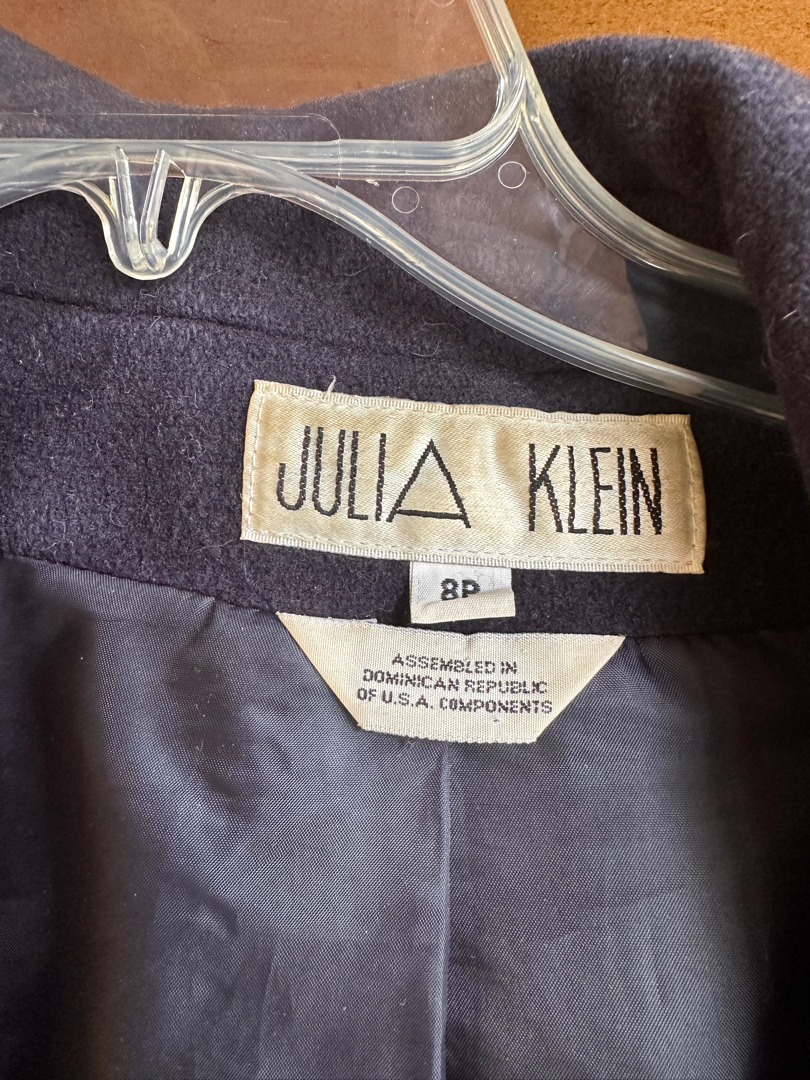 JULIA KLEIN
8P
ASSEMBLED IN
DOMINICAN REPUBLIC
OF U.S.A. COMPONENTS